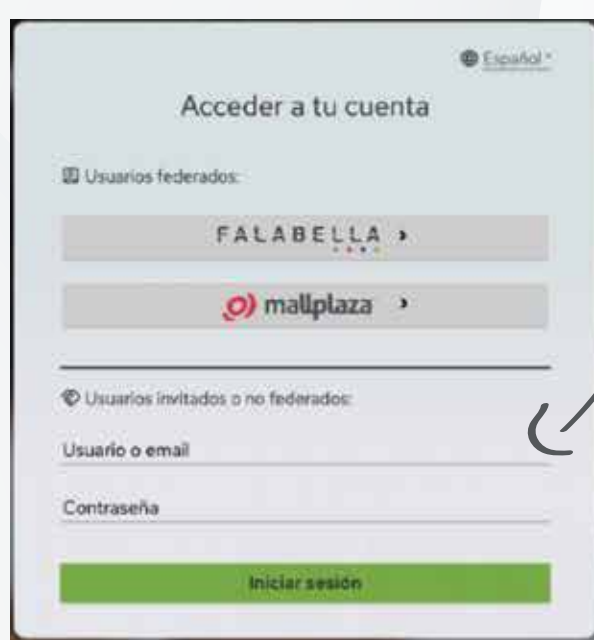 Español
Acceder a tu cuenta
Usuarios federados:
FALABELLA
mallplaza
Usuarios invitados o no federados:
Usuario o email
Contraseña
Iniciar sesión